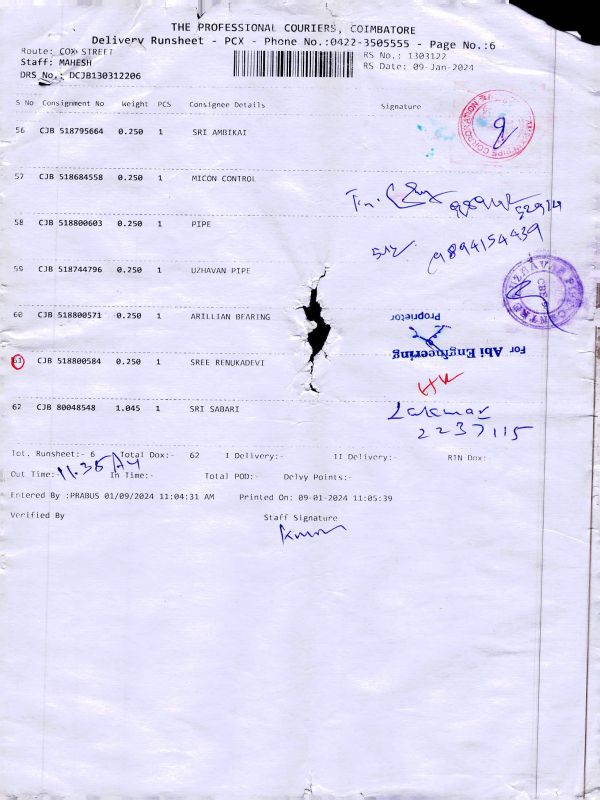 THE PROFESSIONAL COURIERS, COIMBATORE
Delivery Runsheet - PCX - Phone No.:0422-3505555 - Page No.:6
Route: COX STREET
RS No.: 1303122
Staff: MAHESH
RS Date: 09-Jan-2024
DRS No.: DCJB130312206
S No Consignment No Weight PCS Consignee Details Signature
56 CJB 518795664 0.250 1 SRI AMBIKAI
57 CJB 518684558 0.250 1 MICON CONTROL
58 CJB 518800603 0.250 1 PIPE
9894154439
59 CJB 518744796 0.250 1 UZHAVAN PIPE
UZHAVAN PIPE CENTRE
CBE
60 CJB 518800571 0.250 1 ARILLIAN BEARING
For Abi Engineering
Proprietor
61 CJB 518800584 0.250 1 SREE RENUKADEVI
62 CJB 80048548 1.045 1 SRI SABARI
2237115
Tot. Runsheet:- 6 Total Dox:- 62 I Delivery:- II Delivery:- RTN Dox:
Out Time: 11.35 AM In Time:- Total POD:- Delvy Points:-
Entered By :PRABUS 01/09/2024 11:04:31 AM Printed On: 09-01-2024 11:05:39
Verified By Staff Signature